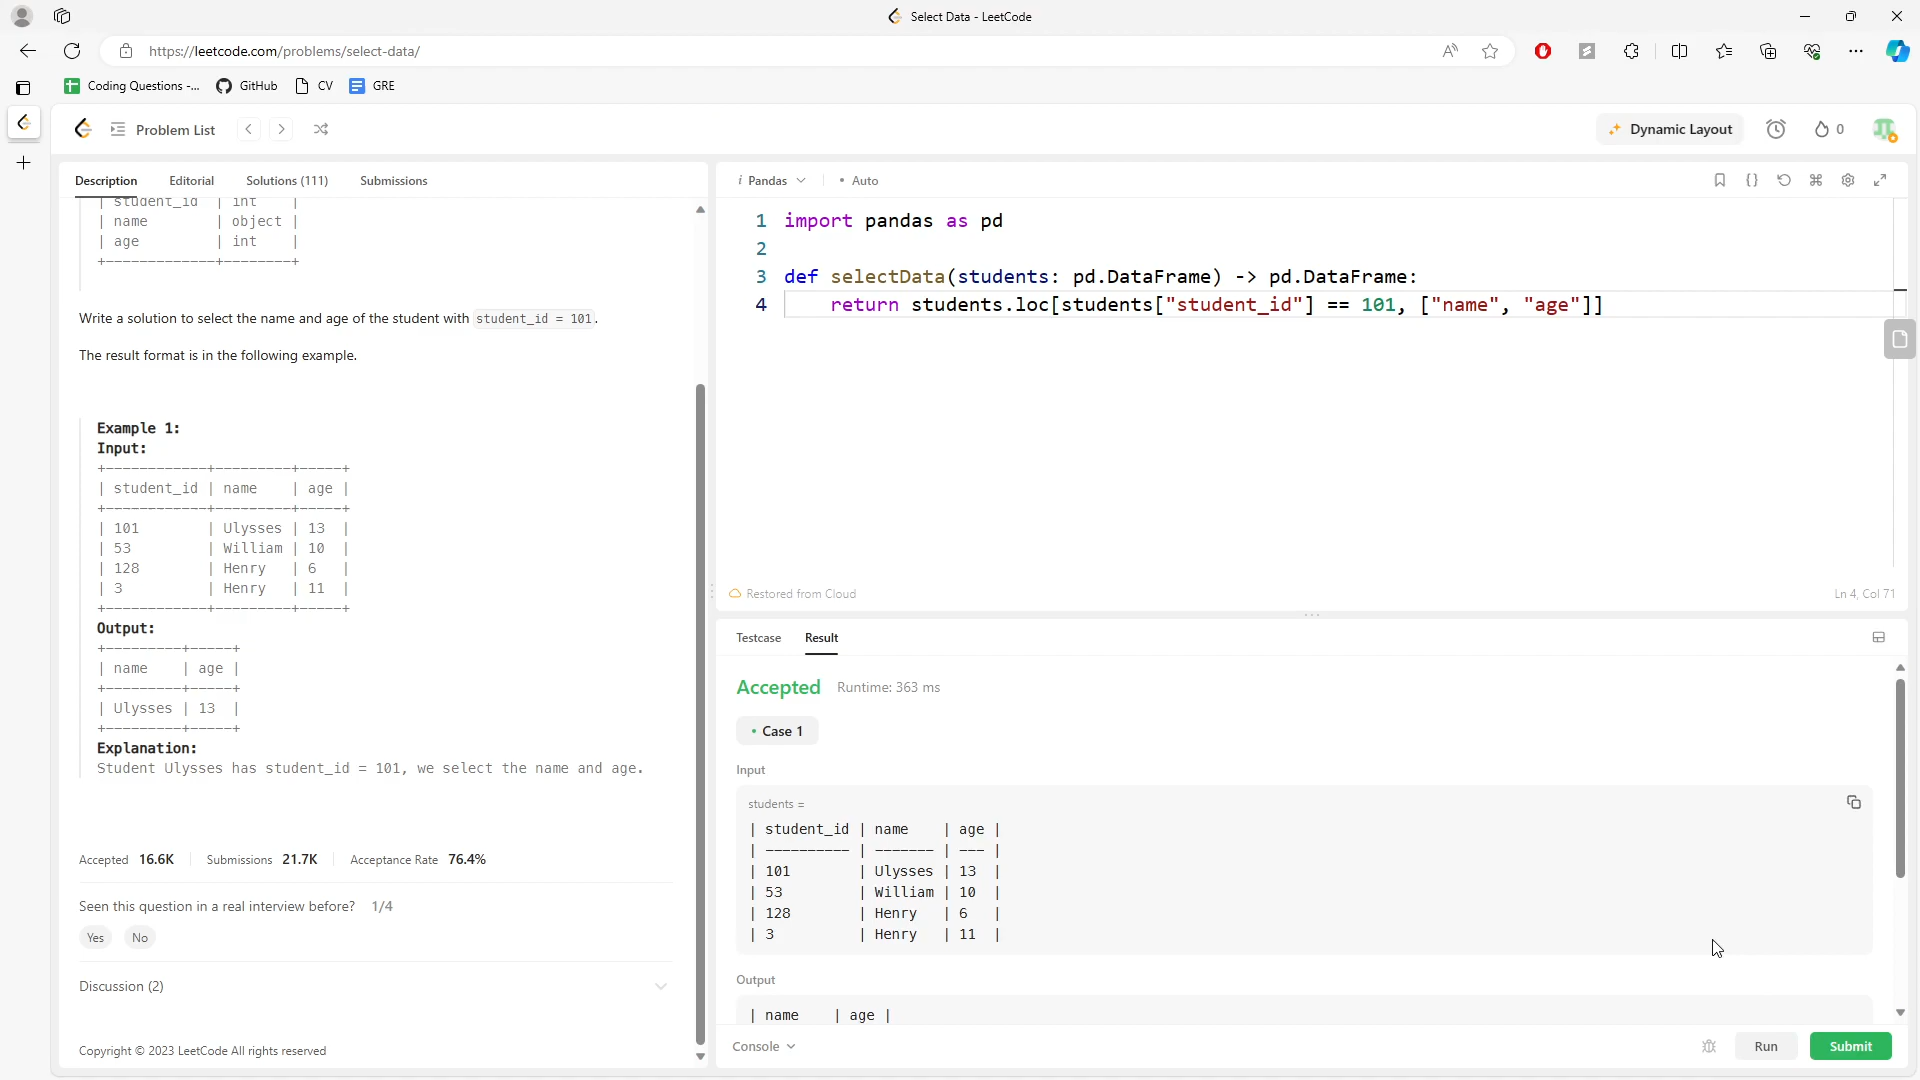 Select Data - LeetCode
https://leetcode.com/problems/select-data/
Coding Questions -...
GitHub
CV
GRE
Problem List
Dynamic Layout
0
Description Editorial Solutions (111) Submissions
| student_id | int |
| name | object |
| age | int |
+-------------+--------+
Write a solution to select the name and age of the student with student_id = 101.
The result format is in the following example.
Example 1:
Input:
+------------+---------+-----+
| student_id | name | age |
+------------+---------+-----+
| 101 | Ulysses | 13 |
| 53 | William | 10 |
| 128 | Henry | 6 |
| 3 | Henry | 11 |
+------------+---------+-----+
Output:
+---------+-----+
| name | age |
+---------+-----+
| Ulysses | 13 |
+---------+-----+
Explanation:
Student Ulysses has student_id = 101, we select the name and age.
Accepted 16.6K Submissions 21.7K Acceptance Rate 76.4%
Seen this question in a real interview before? 1/4
Yes No
Discussion (2)
Copyright © 2023 LeetCode All rights reserved
i Pandas • Auto
1 import pandas as pd
2
3 def selectData(students: pd.DataFrame) -> pd.DataFrame:
4 return students.loc[students["student_id"] == 101, ["name", "age"]]
Restored from Cloud
Ln 4, Col 71
Testcase Result
Accepted Runtime: 363 ms
• Case 1
Input
students =
| student_id | name | age |
| ---------- | ------- | --- |
| 101 | Ulysses | 13 |
| 53 | William | 10 |
| 128 | Henry | 6 |
| 3 | Henry | 11 |
Output
| name | age |
Console
Run
Submit